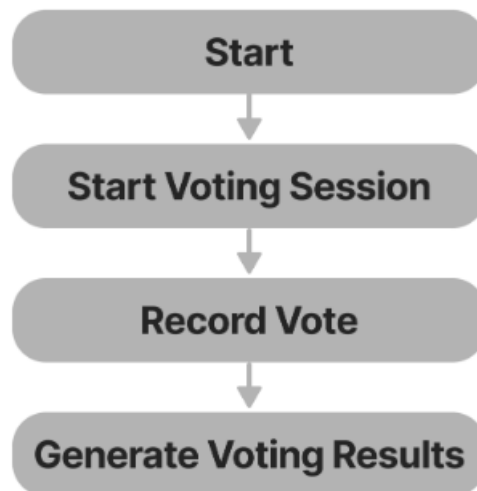 Start
Start Voting Session
Record Vote
Generate Voting Results